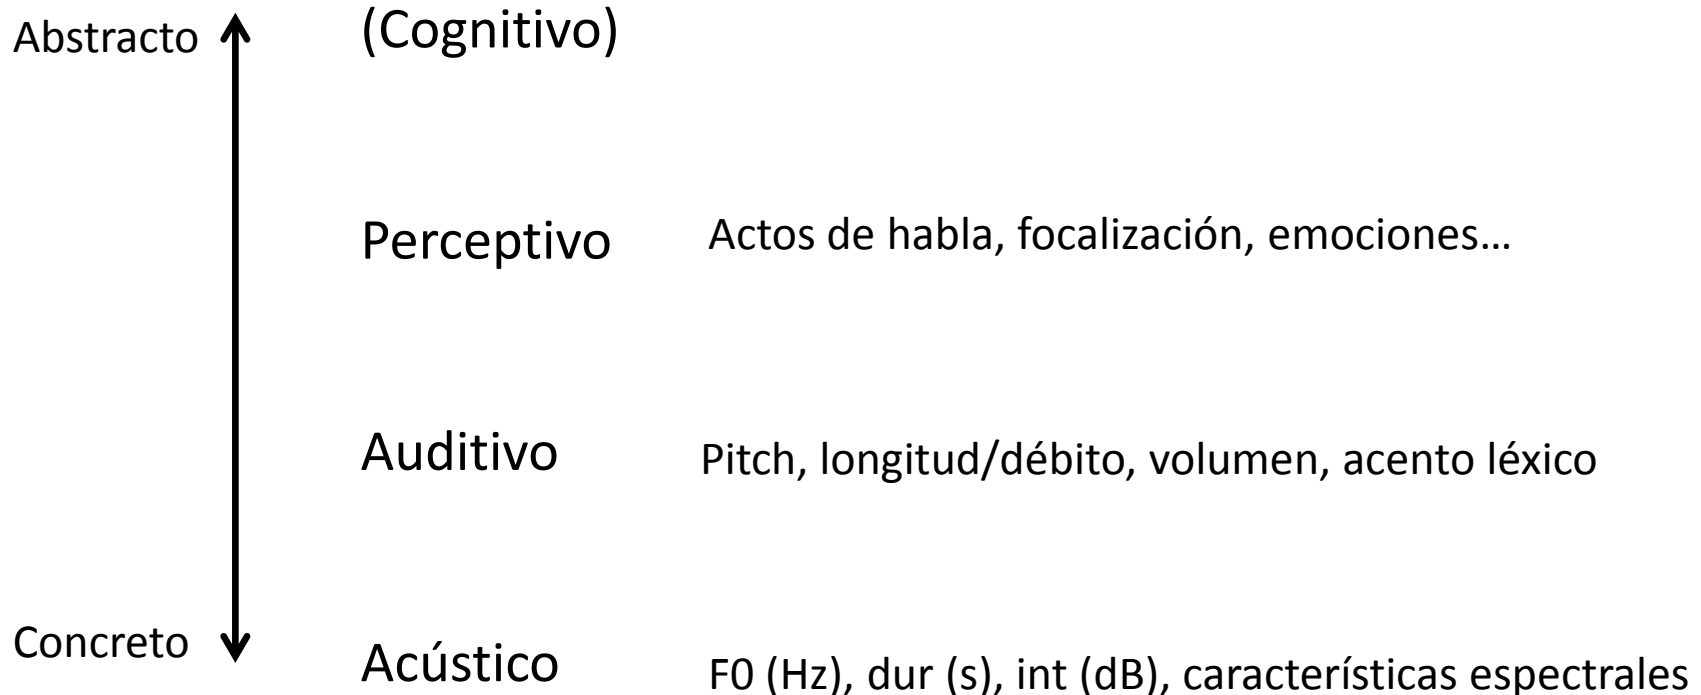 Abstracto (Cognitivo)
Perceptivo Actos de habla, focalización, emociones…
Auditivo Pitch, longitud/débito, volumen, acento léxico
Concreto
Acústico F0 (Hz), dur (s), int (dB), características espectrales